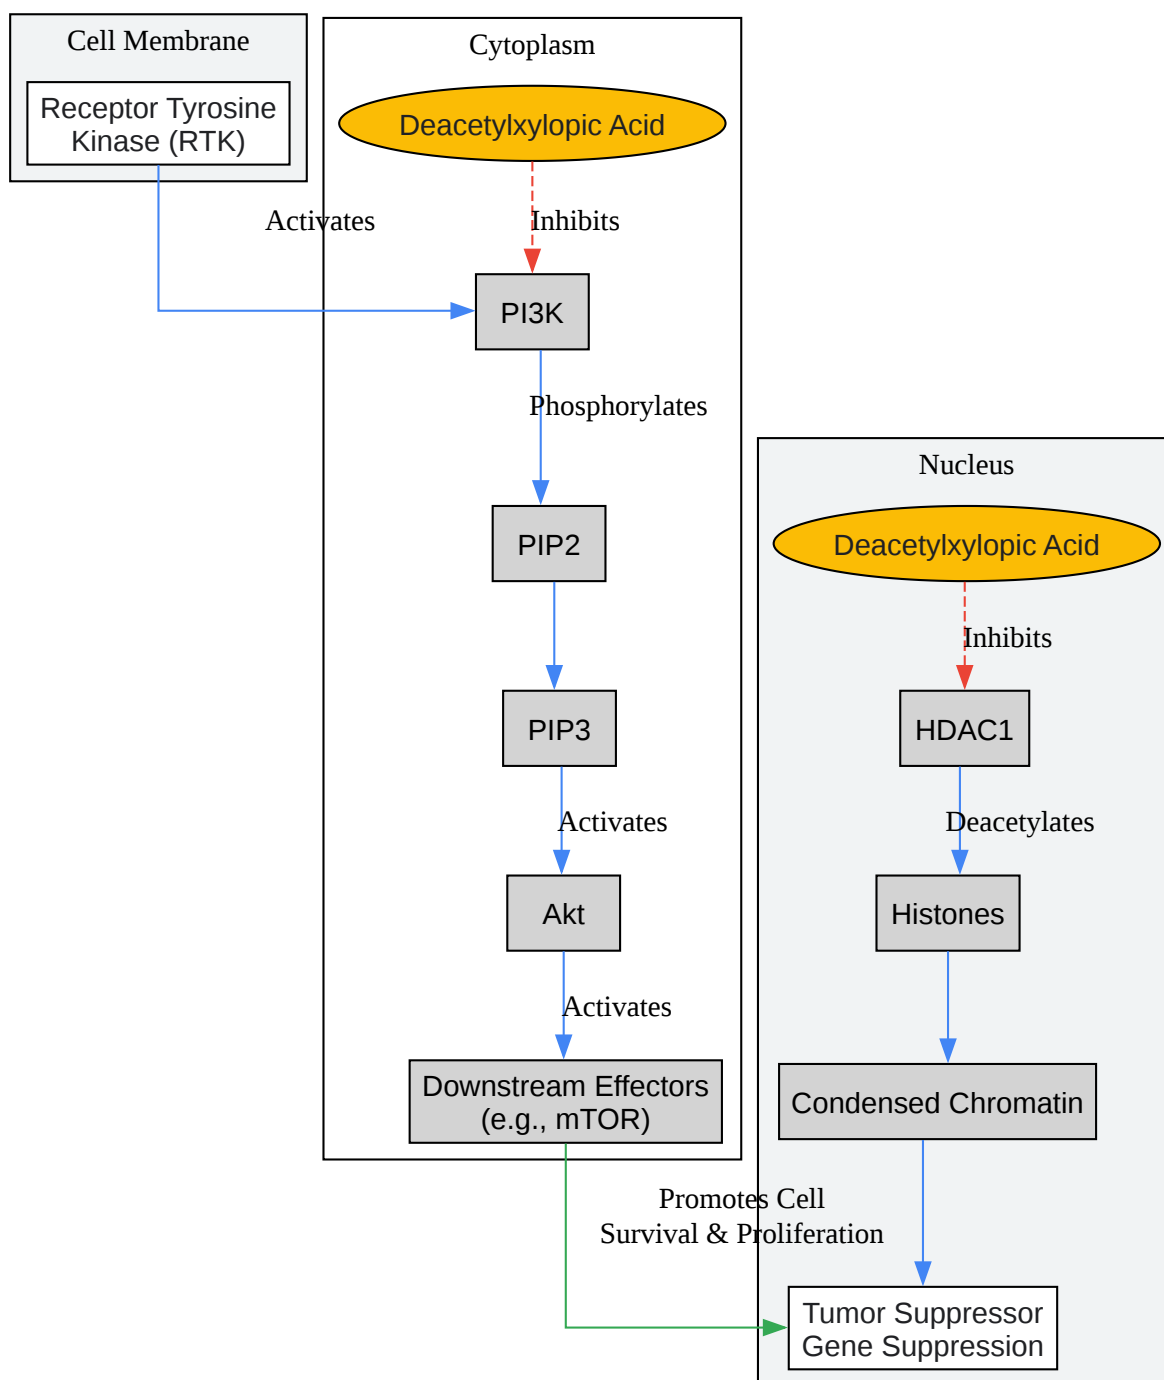 Cell Membrane
Receptor Tyrosine
Kinase (RTK)
Activates
Cytoplasm
Deacetylxylopic Acid
Inhibits
PI3K
Phosphorylates
PIP2
PIP3
Activates
Akt
Activates
Downstream Effectors
(e.g., mTOR)
Promotes Cell
Survival & Proliferation
Nucleus
Deacetylxylopic Acid
Inhibits
HDAC1
Deacetylates
Histones
Condensed Chromatin
Tumor Suppressor
Gene Suppression